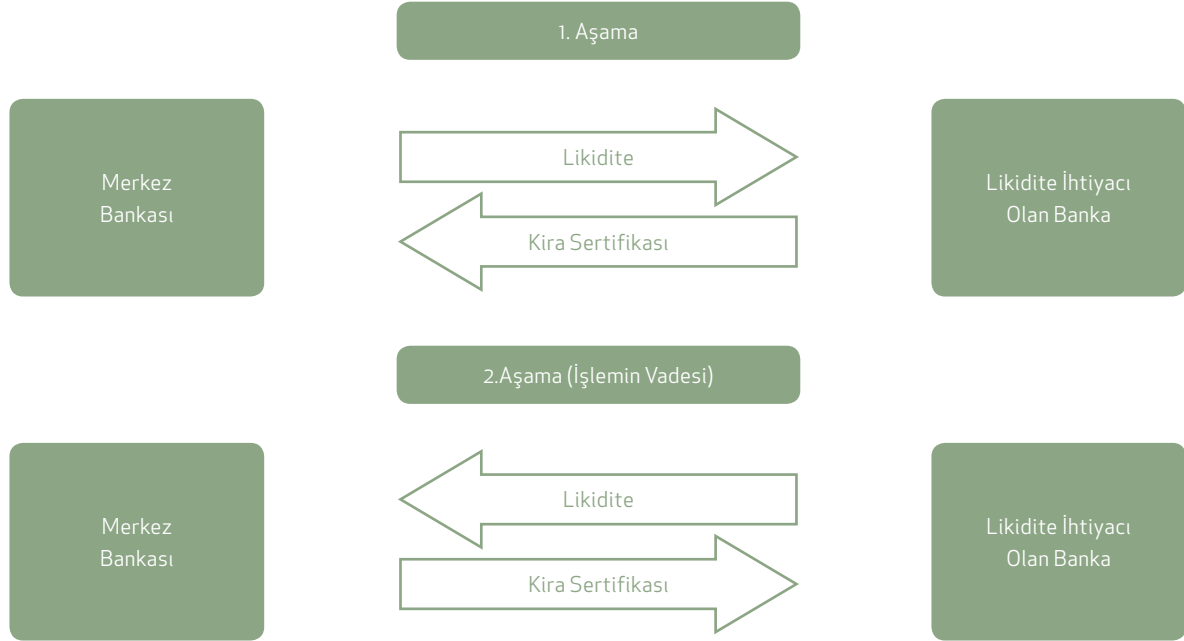 1. Aşama
Merkez
Bankası
Likidite
Kira Sertifikası
Likidite İhtiyacı
Olan Banka
2.Aşama (İşlemin Vadesi)
Merkez
Bankası
Likidite
Kira Sertifikası
Likidite İhtiyacı
Olan Banka